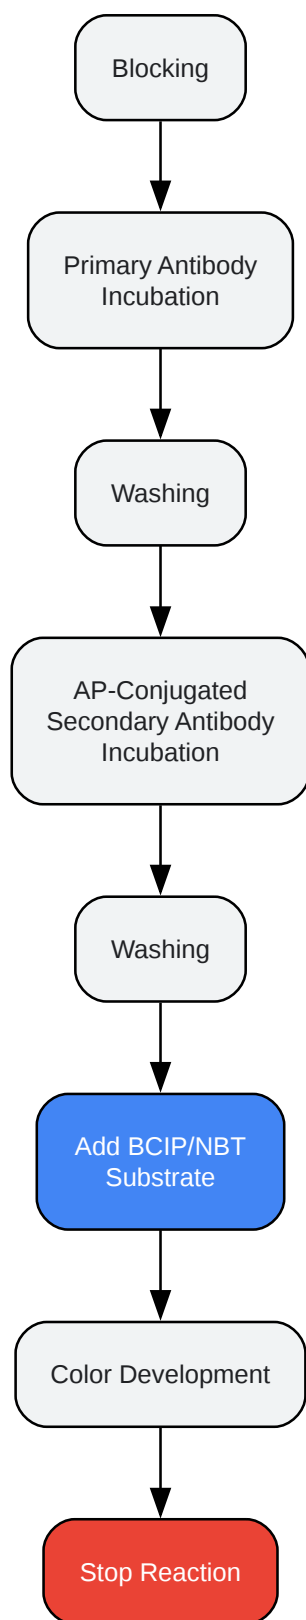 Blocking
Primary Antibody
Incubation
Washing
AP-Conjugated
Secondary Antibody
Incubation
Washing
Add BCIP/NBT
Substrate
Color Development
Stop Reaction